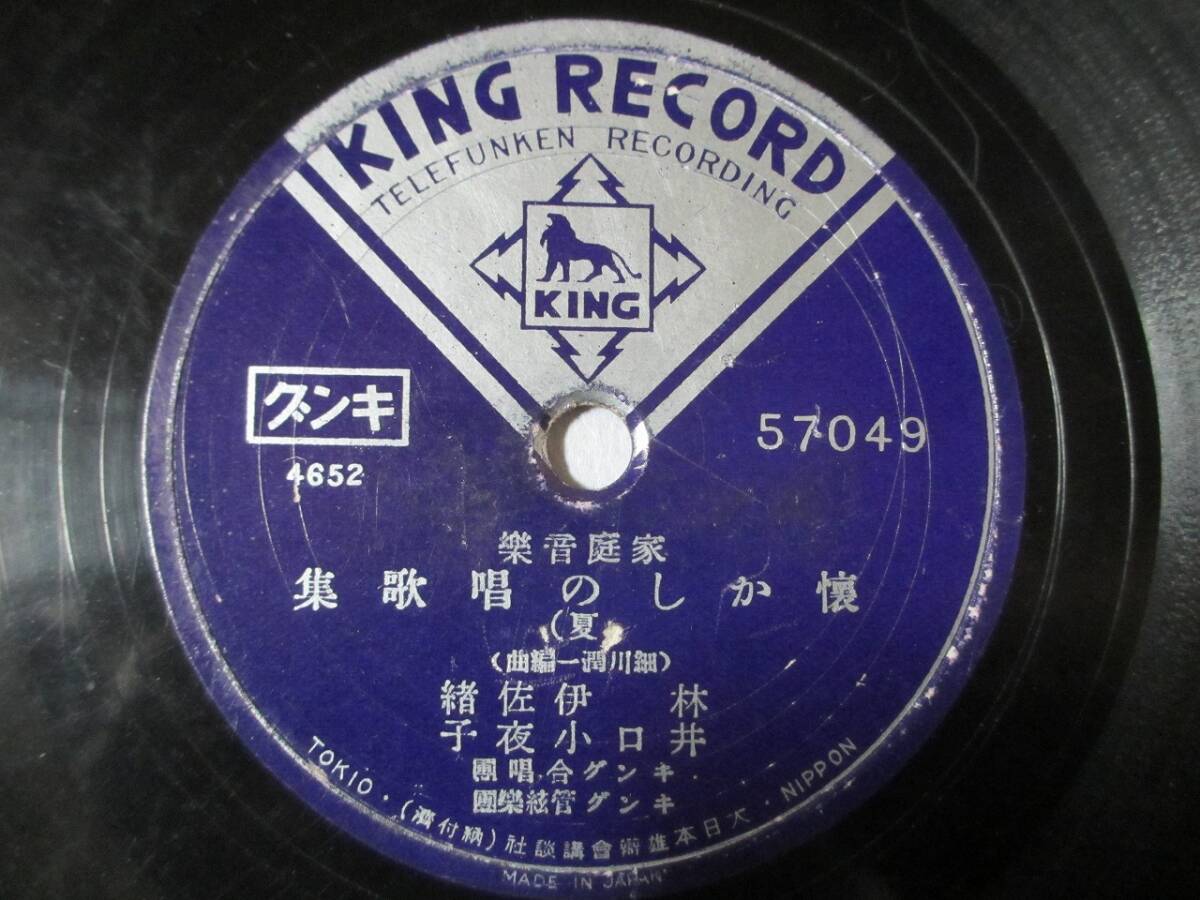 KING RECORD
TELEFUNKEN RECORDING
KING
キング
57049
4652
家庭音樂
懷かしの唱歌集
(夏)
(細川潤一編曲)
林 伊佐緒
井口小夜子
キング合唱團
キング管絃樂團
TOKIO・大日本雄辯會講談社(納付濟)・NIPPON
MADE IN JAPAN